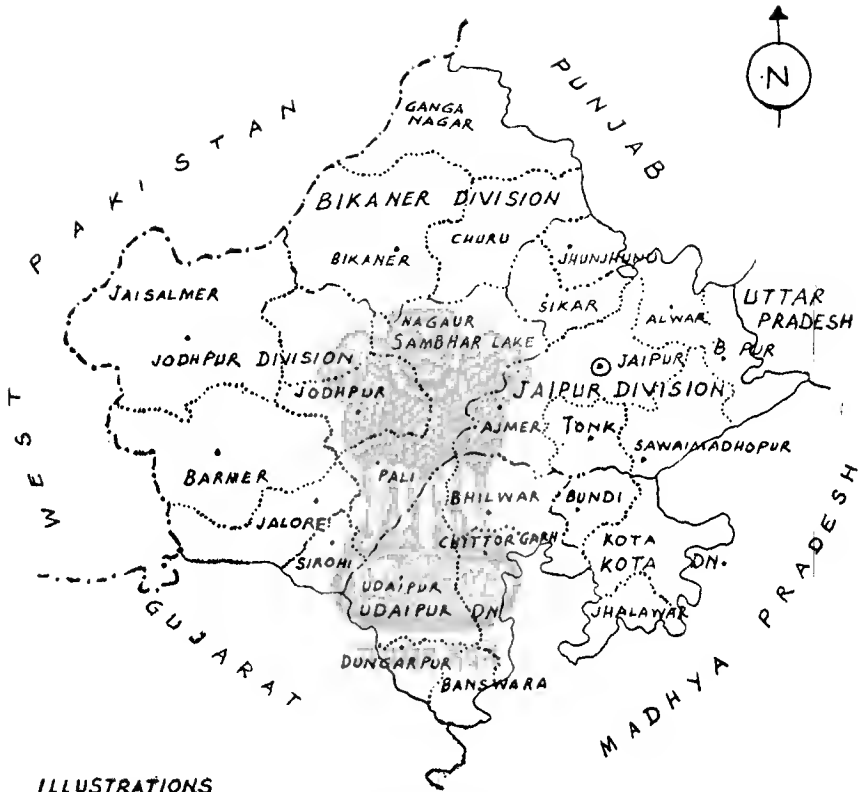 N
PUNJAB
WEST PAKISTAN
GANGA
NAGAR
BIKANER DIVISION
CHURU
BIKANER
JHUNJHUNU
JAISALMER
SIKAR
ALWAR
UTTAR
PRADESH
NAGAUR
SAMBHAR LAKE
B PUR
JAIPUR
JODHPUR DIVISION
JODHPUR
JAIPUR DIVISION
AJMER
TONK
SAWAIMADHOPUR
BARMER
PALI
BHILWAR
BUNDI
JALORE
CHITTORGARH
KOTA
KOTA DN.
SIROHI
UDAIPUR
UDAIPUR DN
JHALAWAR
DUNGARPUR
BANSWARA
GUJARAT
MADHYA PRADESH
ILLUSTRATIONS